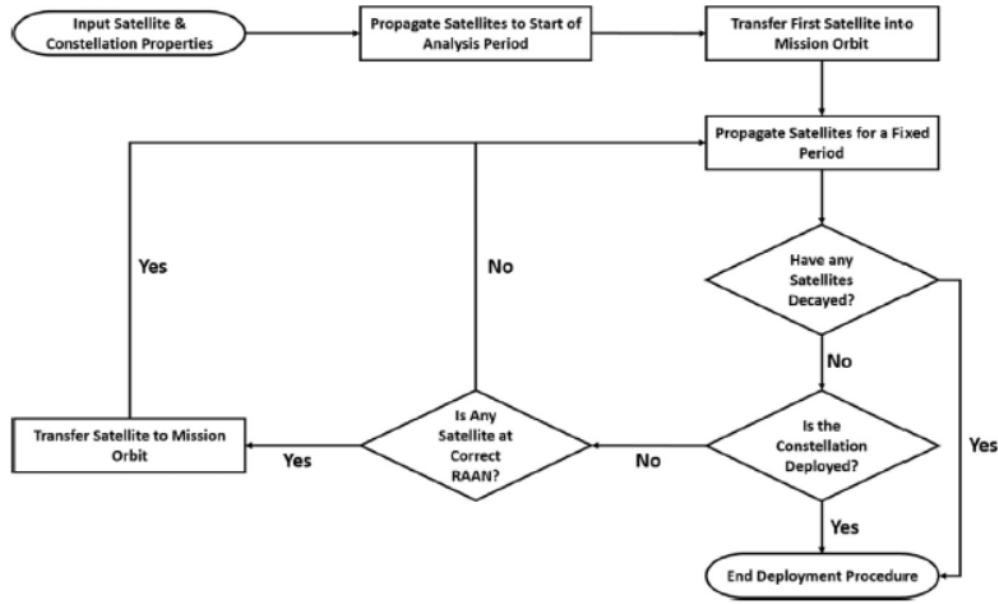 Input Satellite &
Constellation Properties
Propagate Satellites to Start of
Analysis Period
Transfer First Satellite into
Mission Orbit
Propagate Satellites for a Fixed
Period
Yes
No
Have any
Satellites
Decayed?
No
Transfer Satellite to Mission
Orbit
Yes
Is Any
Satellite at
Correct
RAAN?
No
Is the
Constellation
Deployed?
Yes
Yes
End Deployment Procedure